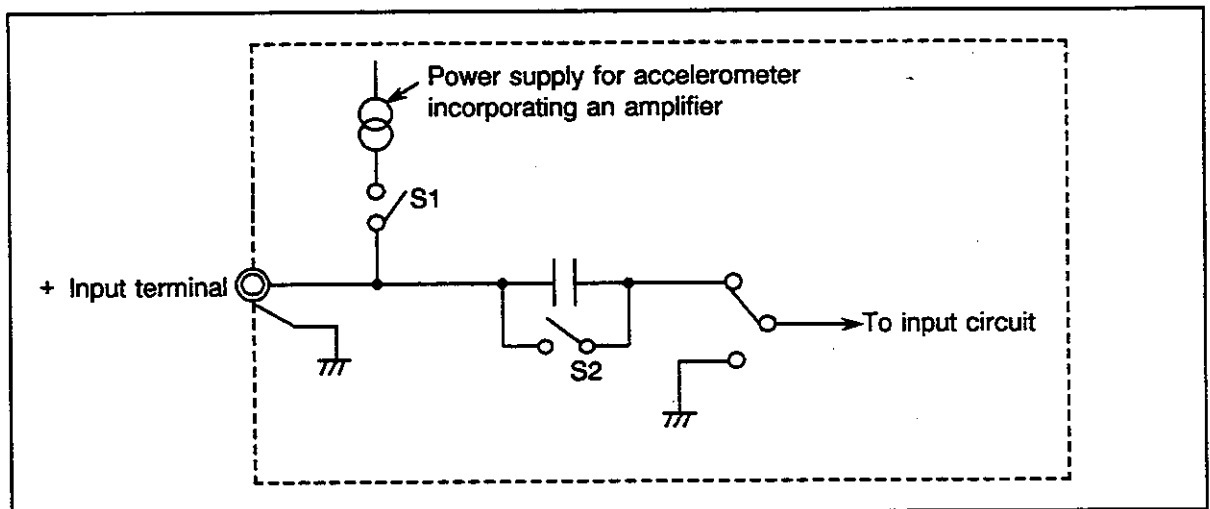 Power supply for accelerometer
incorporating an amplifier
S1
+ Input terminal
To input circuit
S2